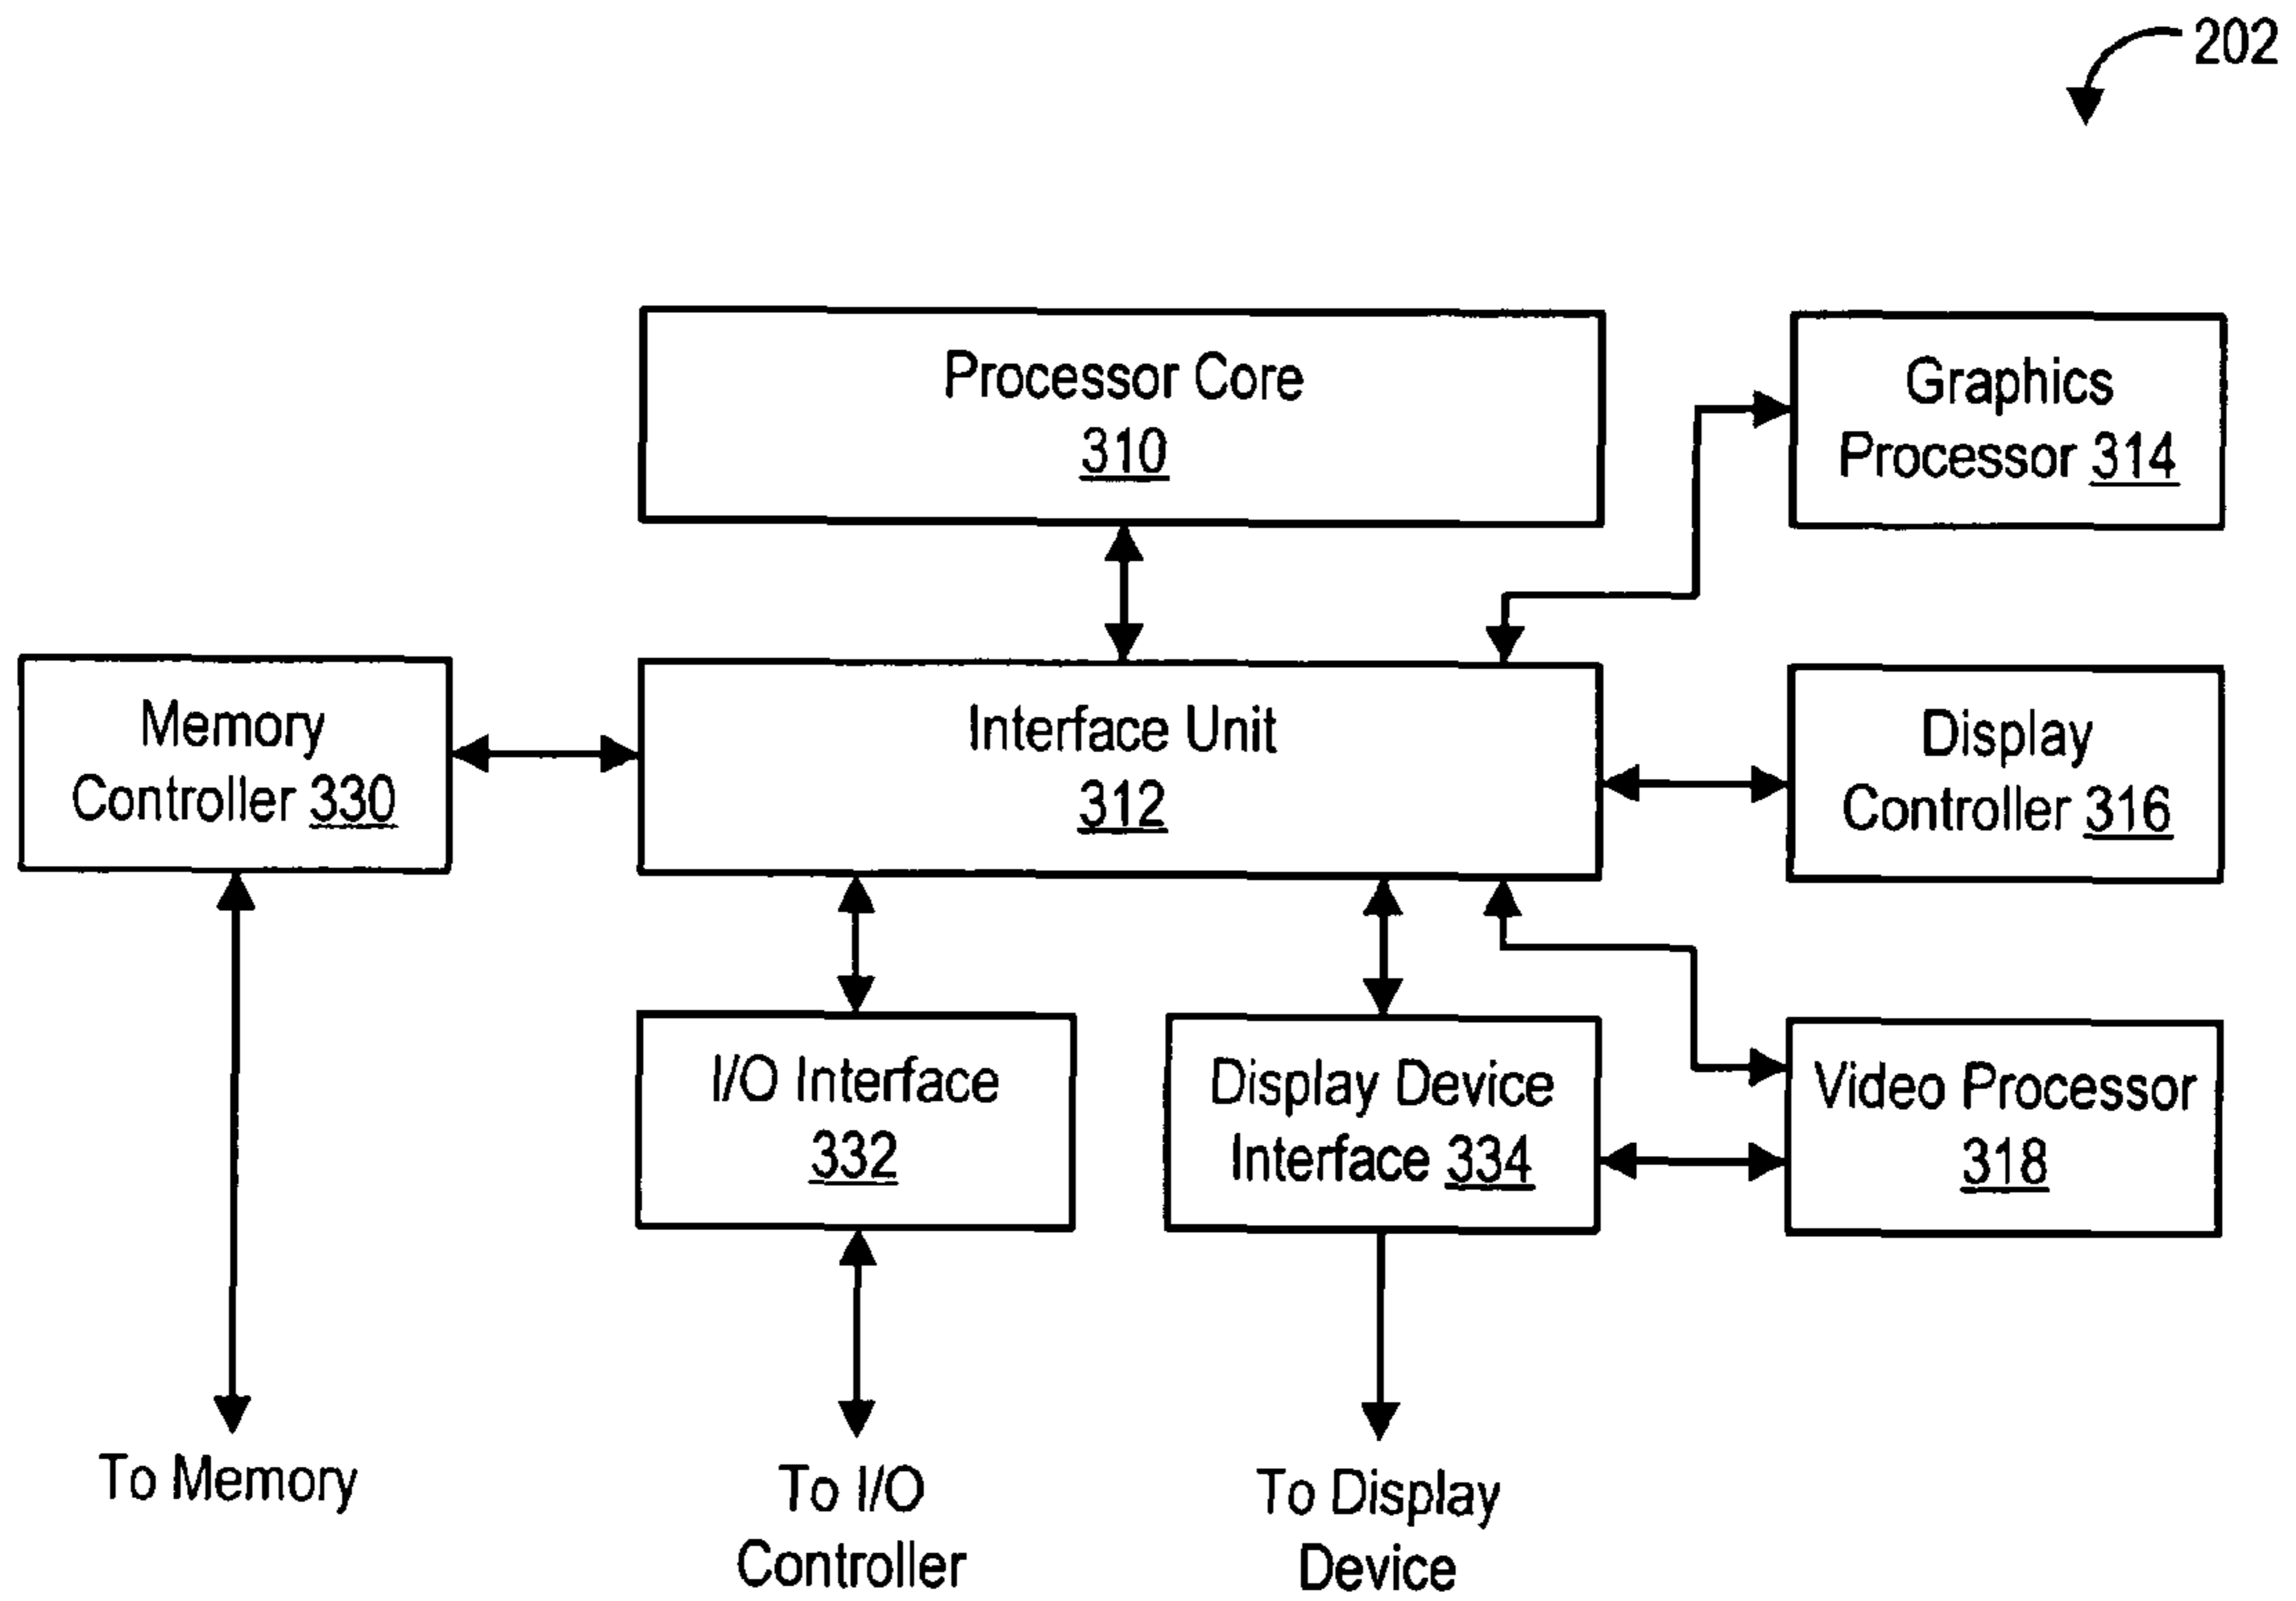 202
Processor Core
310
Graphics
Processor 314
Memory
Controller 330
Interface Unit
312
Display
Controller 316
I/O Interface
332
Display Device
Interface 334
Video Processor
318
To Memory
To I/O
Controller
To Display
Device